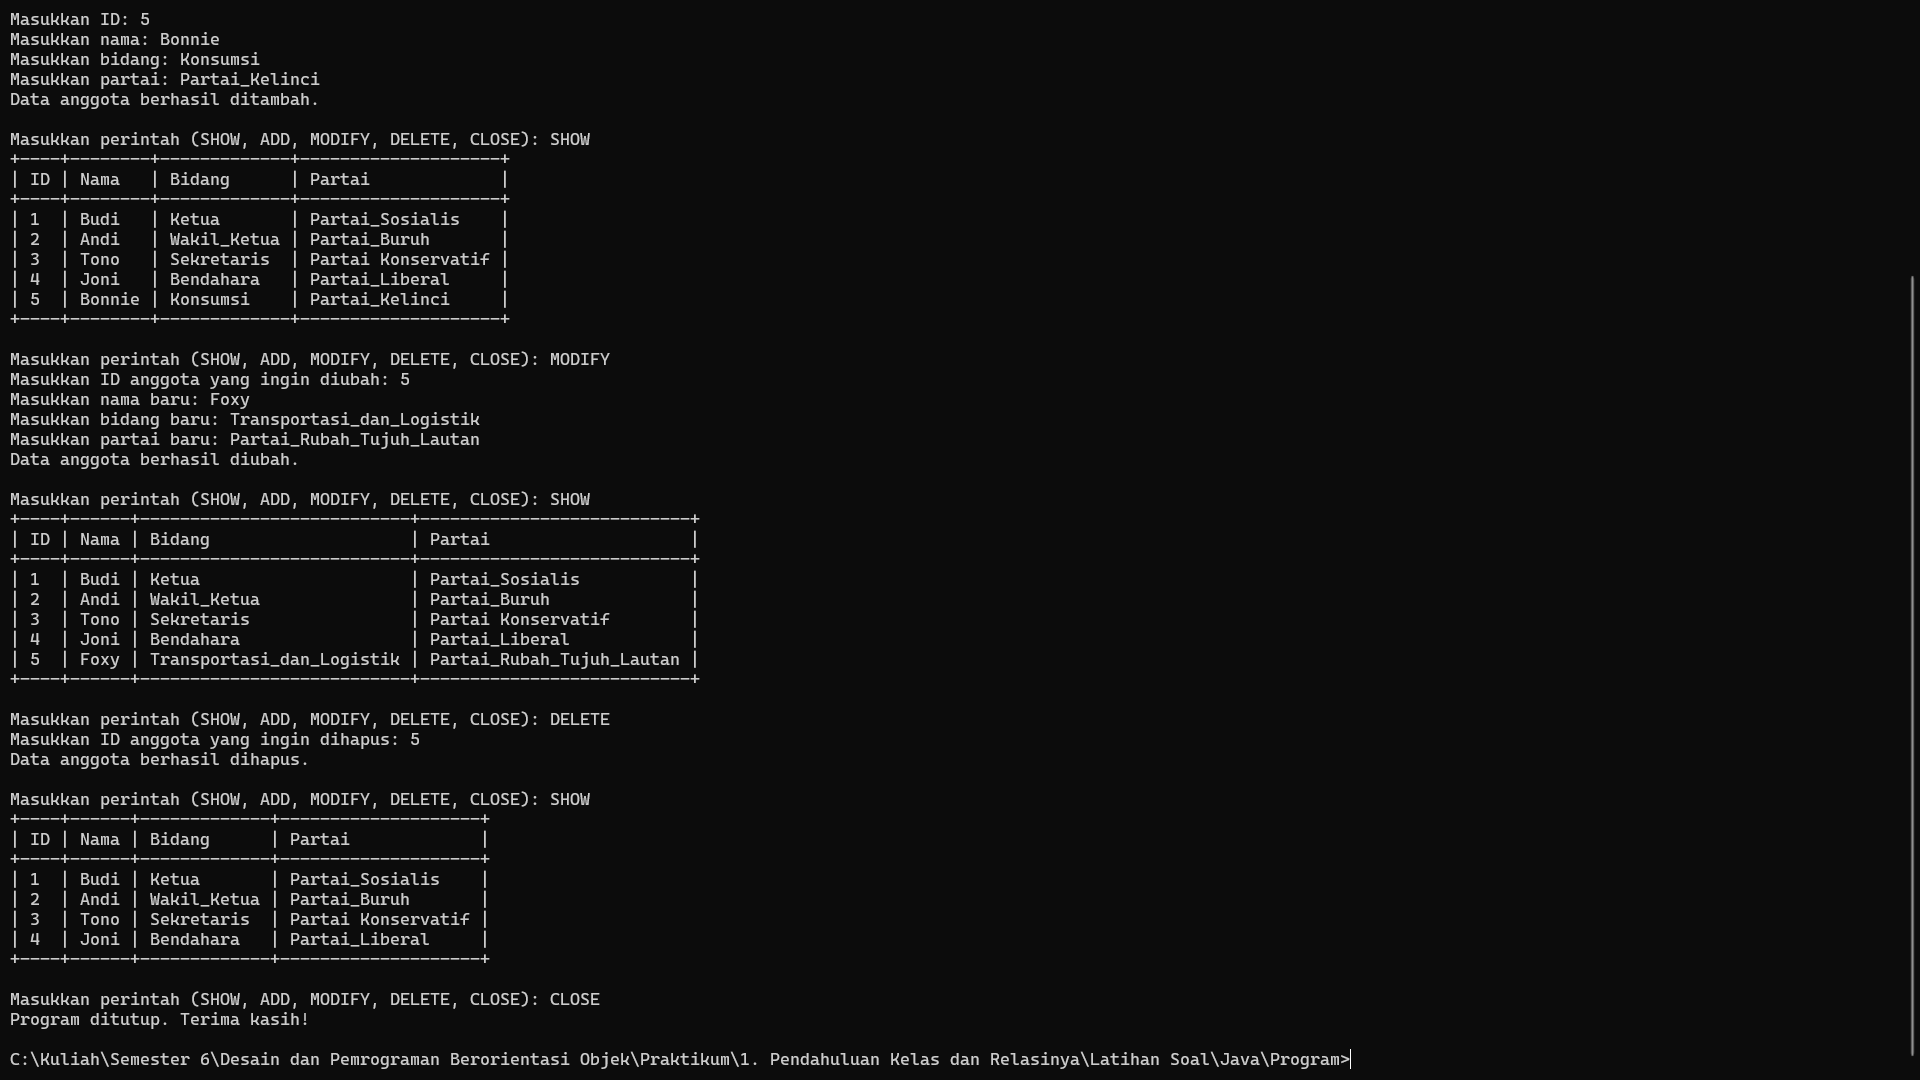 Masukkan ID: 5
Masukkan nama: Bonnie
Masukkan bidang: Konsumsi
Masukkan partai: Partai_Kelinci
Data anggota berhasil ditambah.

Masukkan perintah (SHOW, ADD, MODIFY, DELETE, CLOSE): SHOW
+----+--------+-------------+--------------------+
| ID | Nama   | Bidang      | Partai             |
+----+--------+-------------+--------------------+
| 1  | Budi   | Ketua       | Partai_Sosialis    |
| 2  | Andi   | Wakil_Ketua | Partai_Buruh       |
| 3  | Tono   | Sekretaris  | Partai Konservatif |
| 4  | Joni   | Bendahara   | Partai_Liberal     |
| 5  | Bonnie | Konsumsi    | Partai_Kelinci     |
+----+--------+-------------+--------------------+

Masukkan perintah (SHOW, ADD, MODIFY, DELETE, CLOSE): MODIFY
Masukkan ID anggota yang ingin diubah: 5
Masukkan nama baru: Foxy
Masukkan bidang baru: Transportasi_dan_Logistik
Masukkan partai baru: Partai_Rubah_Tujuh_Lautan
Data anggota berhasil diubah.

Masukkan perintah (SHOW, ADD, MODIFY, DELETE, CLOSE): SHOW
+----+------+---------------------------+---------------------------+
| ID | Nama | Bidang                    | Partai                    |
+----+------+---------------------------+---------------------------+
| 1  | Budi | Ketua                     | Partai_Sosialis           |
| 2  | Andi | Wakil_Ketua               | Partai_Buruh              |
| 3  | Tono | Sekretaris                | Partai Konservatif        |
| 4  | Joni | Bendahara                 | Partai_Liberal            |
| 5  | Foxy | Transportasi_dan_Logistik | Partai_Rubah_Tujuh_Lautan |
+----+------+---------------------------+---------------------------+

Masukkan perintah (SHOW, ADD, MODIFY, DELETE, CLOSE): DELETE
Masukkan ID anggota yang ingin dihapus: 5
Data anggota berhasil dihapus.

Masukkan perintah (SHOW, ADD, MODIFY, DELETE, CLOSE): SHOW
+----+------+-------------+--------------------+
| ID | Nama | Bidang      | Partai             |
+----+------+-------------+--------------------+
| 1  | Budi | Ketua       | Partai_Sosialis    |
| 2  | Andi | Wakil_Ketua | Partai_Buruh       |
| 3  | Tono | Sekretaris  | Partai Konservatif |
| 4  | Joni | Bendahara   | Partai_Liberal     |
+----+------+-------------+--------------------+

Masukkan perintah (SHOW, ADD, MODIFY, DELETE, CLOSE): CLOSE
Program ditutup. Terima kasih!

C:\Kuliah\Semester 6\Desain dan Pemrograman Berorientasi Objek\Praktikum\1. Pendahuluan Kelas dan Relasinya\Latihan Soal\Java\Program>